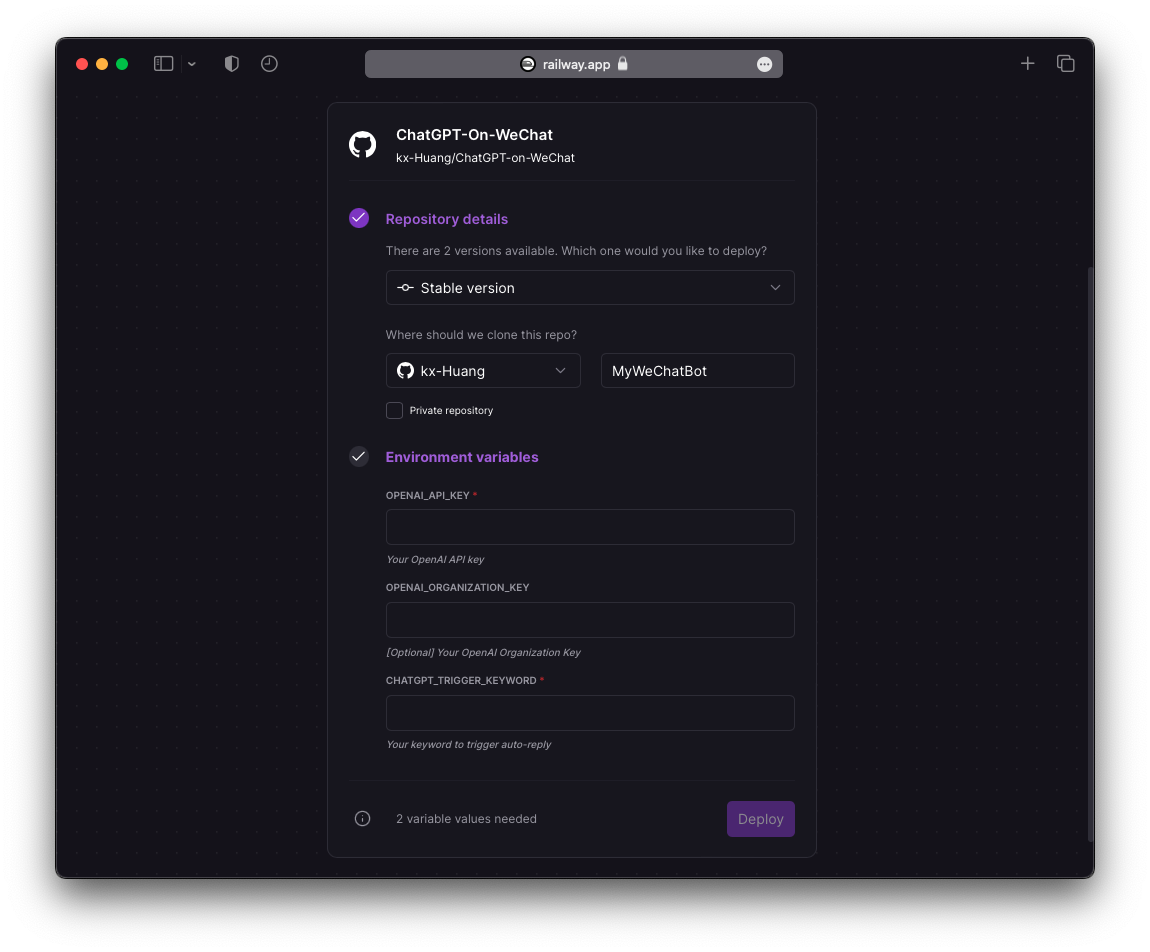 railway.app
ChatGPT-On-WeChat
kx-Huang/ChatGPT-on-WeChat
Repository details
There are 2 versions available. Which one would you like to deploy?
Stable version
Where should we clone this repo?
kx-Huang
MyWeChatBot
Private repository
Environment variables
OPENAI_API_KEY *
Your OpenAI API key
OPENAI_ORGANIZATION_KEY
[Optional] Your OpenAI Organization Key
CHATGPT_TRIGGER_KEYWORD *
Your keyword to trigger auto-reply
2 variable values needed
Deploy